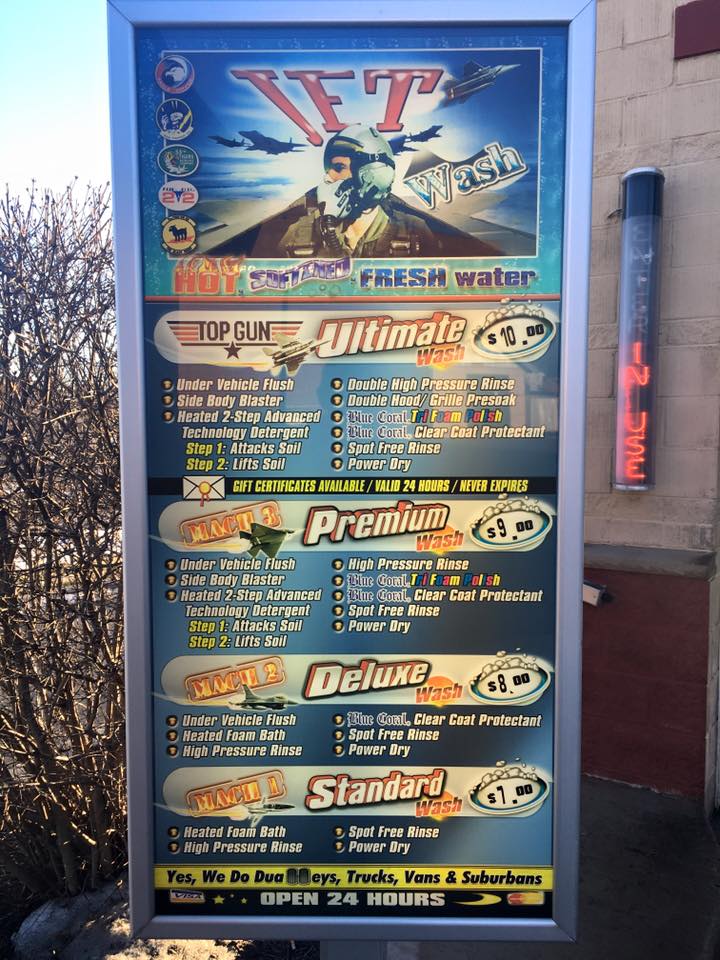 JET
Wash
HOT SOFTENED FRESH water
TOP GUN Ultimate Wash $10.00
Under Vehicle Flush
Side Body Blaster
Heated 2-Step Advanced
Technology Detergent
Step 1: Attacks Soil
Step 2: Lifts Soil
Double High Pressure Rinse
Double Hood/ Grille Presoak
Blue Coral Tri Foam Polish
Blue Coral Clear Coat Protectant
Spot Free Rinse
Power Dry
GIFT CERTIFICATES AVAILABLE / VALID 24 HOURS / NEVER EXPIRES
MACH 3 Premium Wash $9.00
Under Vehicle Flush
Side Body Blaster
Heated 2-Step Advanced
Technology Detergent
Step 1: Attacks Soil
Step 2: Lifts Soil
High Pressure Rinse
Blue Coral Tri Foam Polish
Blue Coral Clear Coat Protectant
Spot Free Rinse
Power Dry
MACH 2 Deluxe Wash $8.00
Under Vehicle Flush
Heated Foam Bath
High Pressure Rinse
Blue Coral Clear Coat Protectant
Spot Free Rinse
Power Dry
MACH 1 Standard Wash $7.00
Heated Foam Bath
High Pressure Rinse
Spot Free Rinse
Power Dry
Yes, We Do Dua eys, Trucks, Vans & Suburbans
VISA OPEN 24 HOURS
IN USE